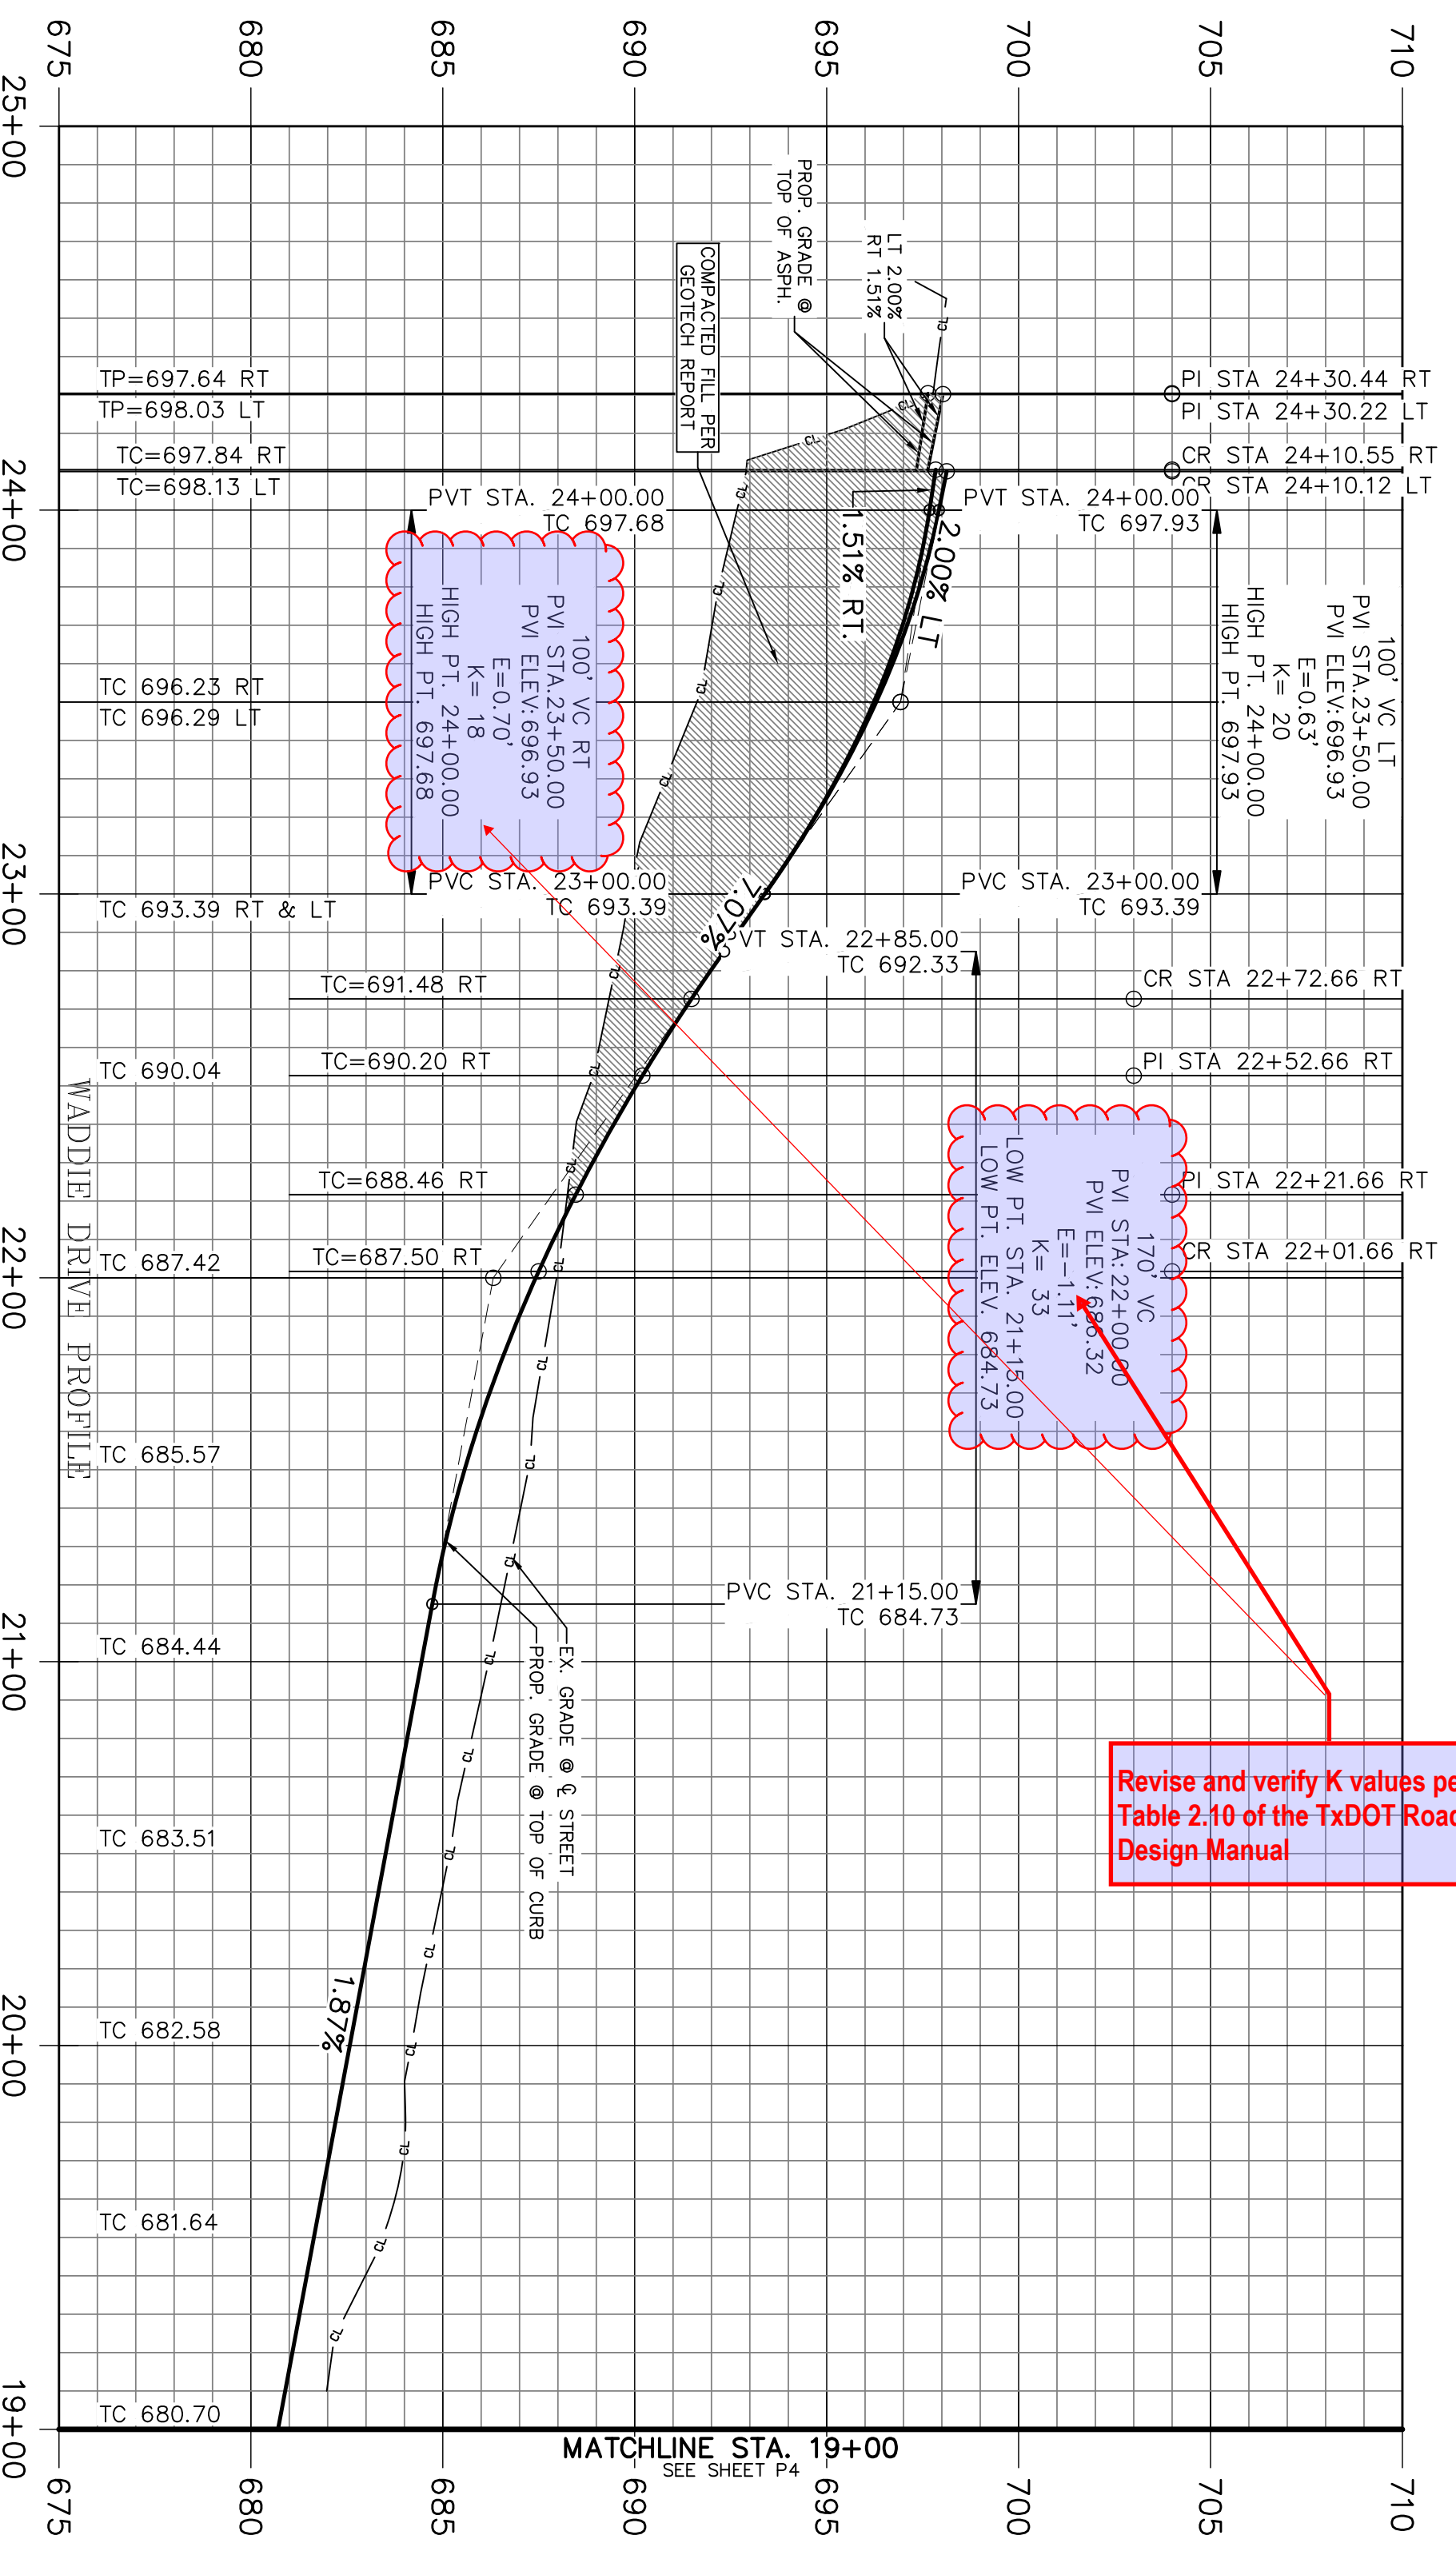 710
705
700
695
690
685
680
675
PI STA 24+30.44 RT
PI STA 24+30.22 LT
CR STA 24+10.55 RT
CR STA 24+10.12 LT
TP=697.64 RT
TP=698.03 LT
TC=697.84 RT
TC=698.13 LT
LT 2.00%
RT 1.51%
PROP. GRADE @
TOP OF ASPH.
COMPACTED FILL PER
GEOTECH REPORT
PVT STA. 24+00.00
TC 697.93
PVT STA. 24+00.00
TC 697.68
100' VC LT
PVI STA.23+50.00
PVI ELEV:696.93
E=0.63'
K= 20
HIGH PT. 24+00.00
HIGH PT. 697.93
2.00% LT
1.51% RT.
100' VC RT
PVI STA.23+50.00
PVI ELEV:696.93
E=0.70'
K= 18
HIGH PT. 24+00.00
HIGH PT. 697.68
TC 696.23 RT
TC 696.29 LT
PVC STA. 23+00.00
TC 693.39
PVC STA. 23+00.00
TC 693.39
TC 693.39 RT & LT
7.07%
VT STA. 22+85.00
TC 692.33
CR STA 22+72.66 RT
TC=691.48 RT
PI STA 22+52.66 RT
TC=690.20 RT
TC 690.04
PI STA 22+21.66 RT
TC=688.46 RT
CR STA 22+01.66 RT
TC=687.50 RT
TC 687.42
170' VC
PVI STA: 22+00.00
PVI ELEV:686.32
E=-1.11'
K= 33
LOW PT. STA. 21+15.00
LOW PT. ELEV. 684.73
TC 685.57
PVC STA. 21+15.00
TC 684.73
TC 684.44
EX. GRADE @ ℄ STREET
PROP. GRADE @ TOP OF CURB
Revise and verify K values pe
Table 2.10 of the TxDOT Road
Design Manual
TC 683.51
1.87%
TC 682.58
TC 681.64
TC 680.70
WADDIE DRIVE PROFILE
MATCHLINE STA. 19+00
SEE SHEET P4
25+00
24+00
23+00
22+00
21+00
20+00
19+00
710
705
700
695
690
685
680
675